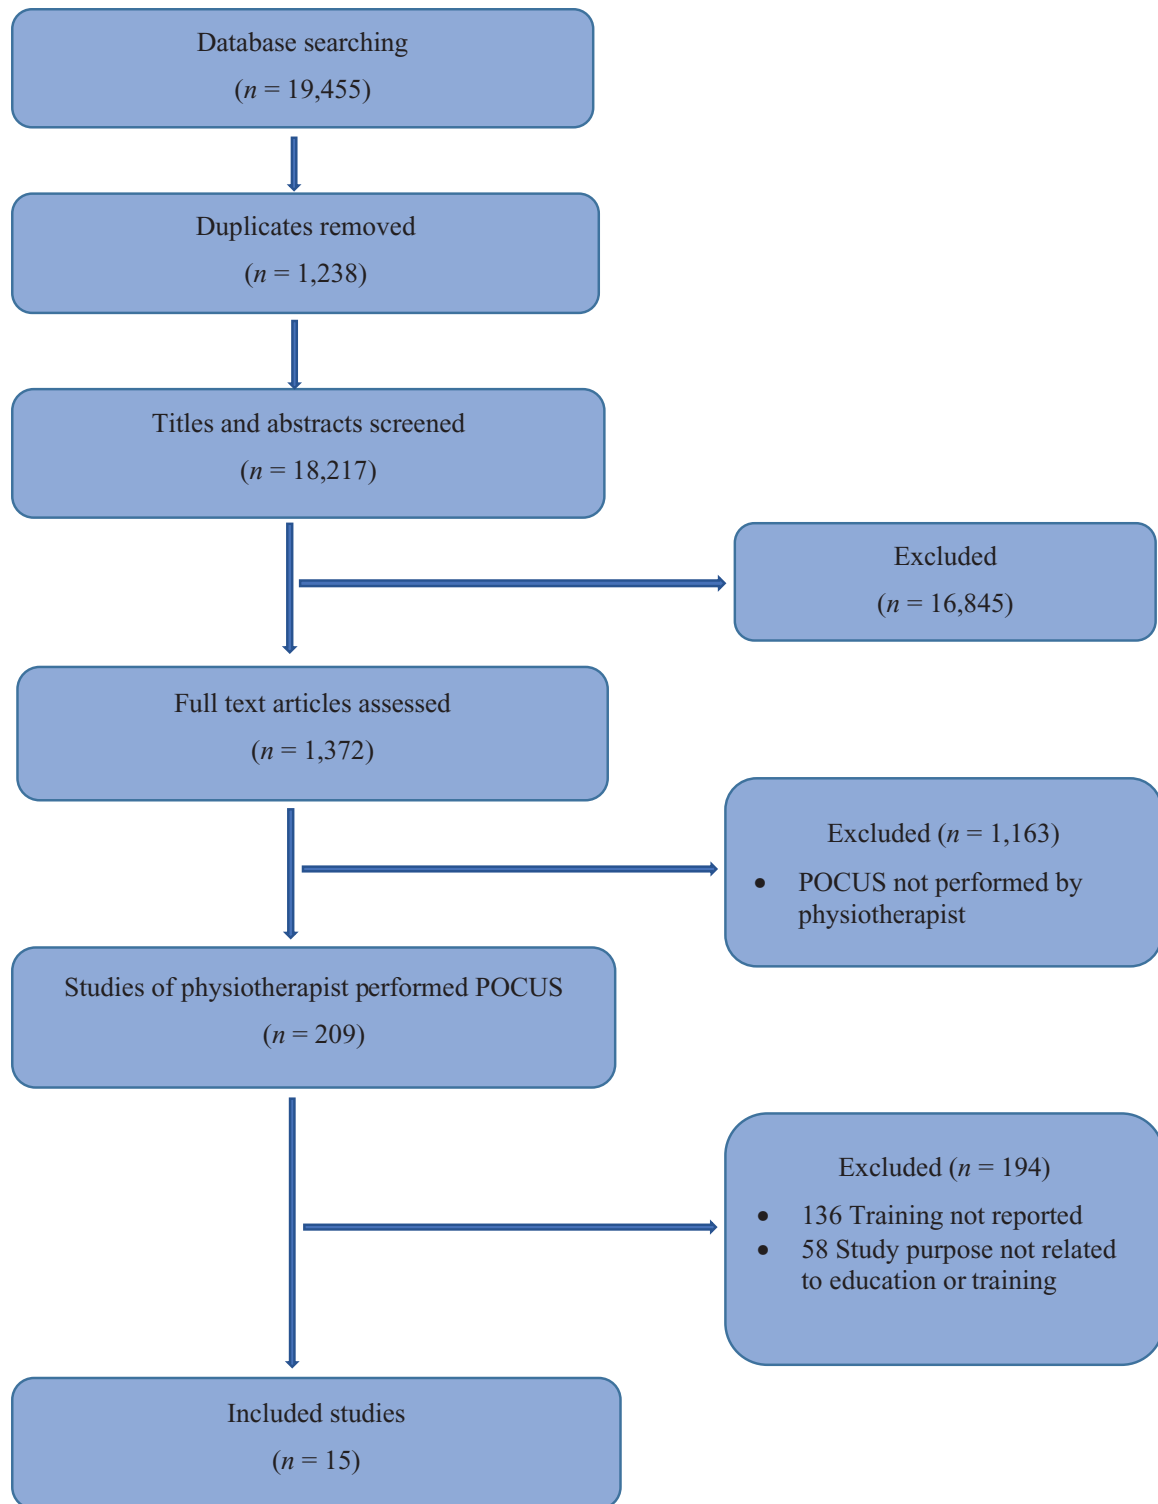 Database searching
(n = 19,455)
Duplicates removed
(n = 1,238)
Titles and abstracts screened
(n = 18,217)
Excluded
(n = 16,845)
Full text articles assessed
(n = 1,372)
Excluded (n = 1,163)
• POCUS not performed by
physiotherapist
Studies of physiotherapist performed POCUS
(n = 209)
Excluded (n = 194)
• 136 Training not reported
• 58 Study purpose not related
to education or training
Included studies
(n = 15)